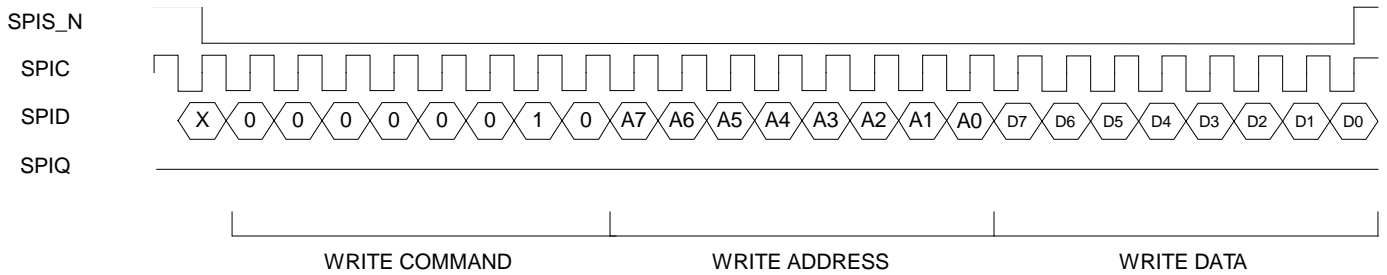 SPIS_N
SPIC
SPID X 0 0 0 0 0 0 1 0 A7 A6 A5 A4 A3 A2 A1 A0 D7 D6 D5 D4 D3 D2 D1 D0
SPIQ
WRITE COMMAND WRITE ADDRESS WRITE DATA